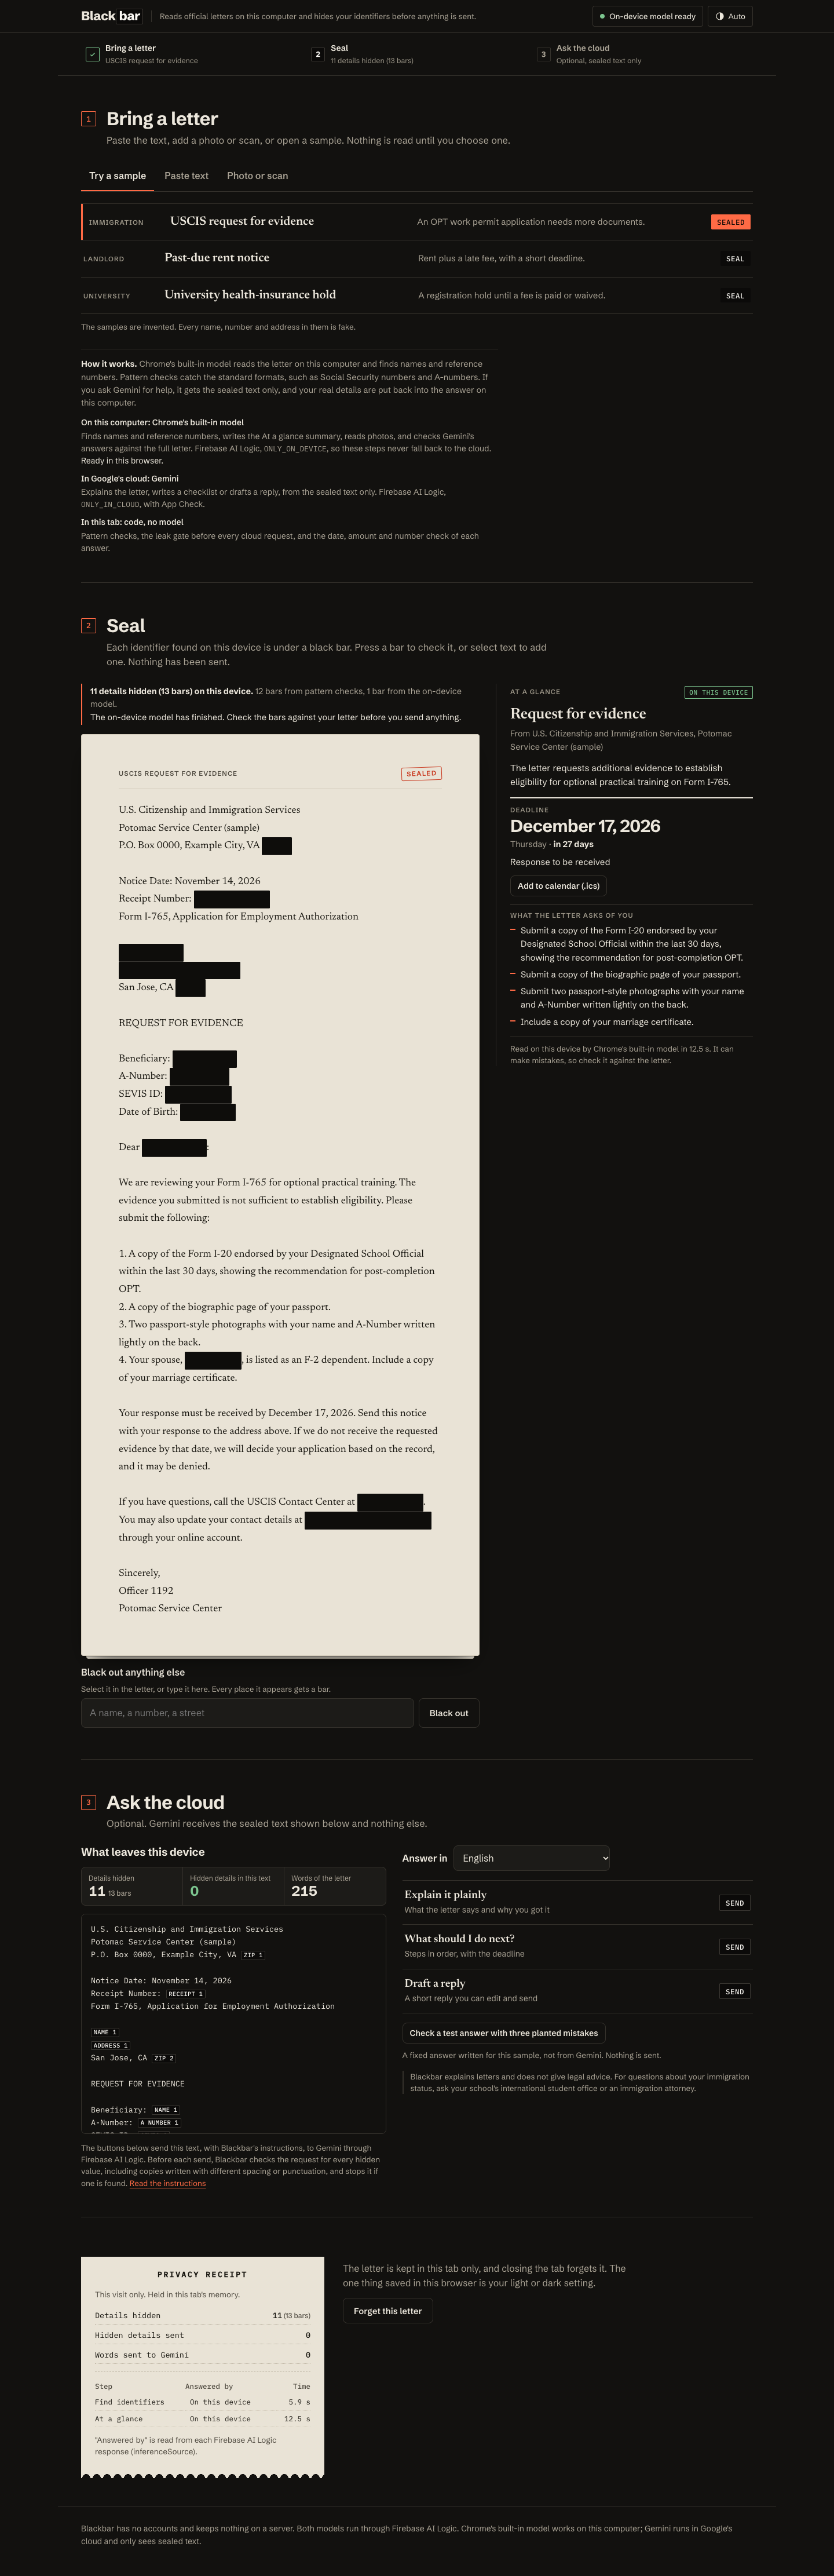 Blackbar
Reads official letters on this computer and hides your identifiers before anything is sent.
On-device model ready
Auto
Bring a letter
USCIS request for evidence
2
Seal
11 details hidden (13 bars)
3
Ask the cloud
Optional, sealed text only
1
Bring a letter
Paste the text, add a photo or scan, or open a sample. Nothing is read until you choose one.
Try a sample
Paste text
Photo or scan
IMMIGRATION
USCIS request for evidence
An OPT work permit application needs more documents.
SEALED
LANDLORD
Past-due rent notice
Rent plus a late fee, with a short deadline.
SEAL
UNIVERSITY
University health-insurance hold
A registration hold until a fee is paid or waived.
SEAL
The samples are invented. Every name, number and address in them is fake.
How it works. Chrome's built-in model reads the letter on this computer and finds names and reference
numbers. Pattern checks catch the standard formats, such as Social Security numbers and A-numbers. If
you ask Gemini for help, it gets the sealed text only, and your real details are put back into the answer on
this computer.
On this computer: Chrome's built-in model
Finds names and reference numbers, writes the At a glance summary, reads photos, and checks Gemini's
answers against the full letter. Firebase AI Logic, ONLY_ON_DEVICE, so these steps never fall back to the cloud.
Ready in this browser.
In Google's cloud: Gemini
Explains the letter, writes a checklist or drafts a reply, from the sealed text only. Firebase AI Logic,
ONLY_IN_CLOUD, with App Check.
In this tab: code, no model
Pattern checks, the leak gate before every cloud request, and the date, amount and number check of each
answer.
2
Seal
Each identifier found on this device is under a black bar. Press a bar to check it, or select text to add
one. Nothing has been sent.
11 details hidden (13 bars) on this device. 12 bars from pattern checks, 1 bar from the on-device
model.
The on-device model has finished. Check the bars against your letter before you send anything.
USCIS REQUEST FOR EVIDENCE
SEALED
U.S. Citizenship and Immigration Services
Potomac Service Center (sample)
P.O. Box 0000, Example City, VA
Notice Date: November 14, 2026
Receipt Number:
Form I-765, Application for Employment Authorization
San Jose, CA
REQUEST FOR EVIDENCE
Beneficiary:
A-Number:
SEVIS ID:
Date of Birth:
Dear :
We are reviewing your Form I-765 for optional practical training. The
evidence you submitted is not sufficient to establish eligibility. Please
submit the following:
1. A copy of the Form I-20 endorsed by your Designated School Official
within the last 30 days, showing the recommendation for post-completion
OPT.
2. A copy of the biographic page of your passport.
3. Two passport-style photographs with your name and A-Number written
lightly on the back.
4. Your spouse, , is listed as an F-2 dependent. Include a copy
of your marriage certificate.
Your response must be received by December 17, 2026. Send this notice
with your response to the address above. If we do not receive the requested
evidence by that date, we will decide your application based on the record,
and it may be denied.
If you have questions, call the USCIS Contact Center at .
You may also update your contact details at
through your online account.
Sincerely,
Officer 1192
Potomac Service Center
AT A GLANCE
ON THIS DEVICE
Request for evidence
From U.S. Citizenship and Immigration Services, Potomac
Service Center (sample)
The letter requests additional evidence to establish
eligibility for optional practical training on Form I-765.
DEADLINE
December 17, 2026
Thursday · in 27 days
Response to be received
Add to calendar (.ics)
WHAT THE LETTER ASKS OF YOU
Submit a copy of the Form I-20 endorsed by your
Designated School Official within the last 30 days,
showing the recommendation for post-completion OPT.
Submit a copy of the biographic page of your passport.
Submit two passport-style photographs with your name
and A-Number written lightly on the back.
Include a copy of your marriage certificate.
Read on this device by Chrome's built-in model in 12.5 s. It can
make mistakes, so check it against the letter.
Black out anything else
Select it in the letter, or type it here. Every place it appears gets a bar.
A name, a number, a street
Black out
3
Ask the cloud
Optional. Gemini receives the sealed text shown below and nothing else.
What leaves this device
Details hidden
11 13 bars
Hidden details in this text
0
Words of the letter
215
U.S. Citizenship and Immigration Services
Potomac Service Center (sample)
P.O. Box 0000, Example City, VA ZIP 1
Notice Date: November 14, 2026
Receipt Number: RECEIPT 1
Form I-765, Application for Employment Authorization
NAME 1
ADDRESS 1
San Jose, CA ZIP 2
REQUEST FOR EVIDENCE
Beneficiary: NAME 1
A-Number: A NUMBER 1
The buttons below send this text, with Blackbar's instructions, to Gemini through
Firebase AI Logic. Before each send, Blackbar checks the request for every hidden
value, including copies written with different spacing or punctuation, and stops it if
one is found. Read the instructions
Answer in
English
Explain it plainly
What the letter says and why you got it
SEND
What should I do next?
Steps in order, with the deadline
SEND
Draft a reply
A short reply you can edit and send
SEND
Check a test answer with three planted mistakes
A fixed answer written for this sample, not from Gemini. Nothing is sent.
Blackbar explains letters and does not give legal advice. For questions about your immigration
status, ask your school's international student office or an immigration attorney.
PRIVACY RECEIPT
This visit only. Held in this tab's memory.
Details hidden 11 (13 bars)
Hidden details sent 0
Words sent to Gemini 0
Step Answered by Time
Find identifiers On this device 5.9 s
At a glance On this device 12.5 s
"Answered by" is read from each Firebase AI Logic
response (inferenceSource).
The letter is kept in this tab only, and closing the tab forgets it. The
one thing saved in this browser is your light or dark setting.
Forget this letter
Blackbar has no accounts and keeps nothing on a server. Both models run through Firebase AI Logic. Chrome's built-in model works on this computer; Gemini runs in Google's
cloud and only sees sealed text.